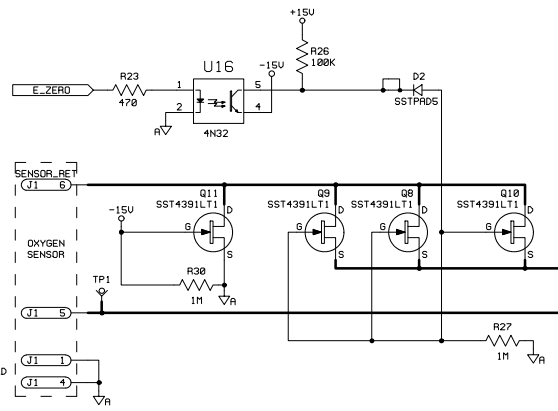 +15V
U16
-15V
R26
100K
R23
1
5
D2
E_ZERO
470
2
4
SSTPAD5
A
4N32
SENSOR_RET
J1 6
Q11
Q9
Q8
Q10
SST4391LT1
SST4391LT1
SST4391LT1
SST4391LT1
-15V
D
D
D
D
G
G
G
G
OXYGEN
SENSOR
S
S
S
S
R30
TP1
1M
A
J1 5
R27
J1 1
1M
A
D
J1 4
A